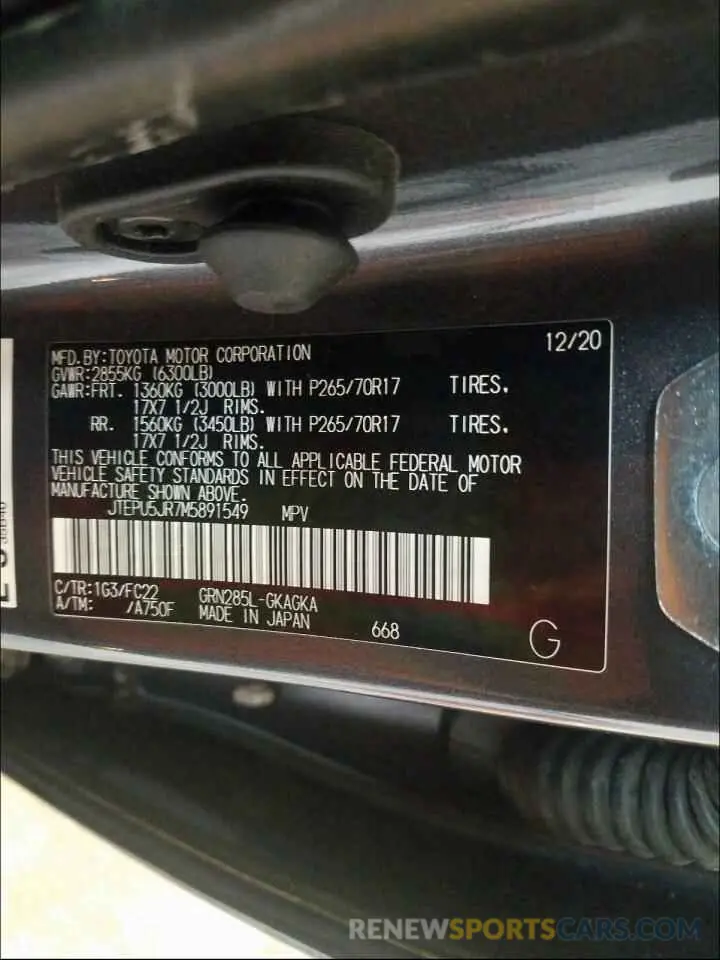 12/20
MFD.BY:TOYOTA MOTOR CORPORATION
GVWR:2855KG (6300LB)
GAWR:FRT. 1360KG (3000LB) WITH P265/70R17 TIRES,
17X7 1/2J RIMS.
RR. 1560KG (3450LB) WITH P265/70R17 TIRES,
17X7 1/2J RIMS.
THIS VEHICLE CONFORMS TO ALL APPLICABLE FEDERAL MOTOR
VEHICLE SAFETY STANDARDS IN EFFECT ON THE DATE OF
MANUFACTURE SHOWN ABOVE.
JTEPU5JR7M5891549 MPV
C/TR:1G3/FC22 GRN285L-GKAGKA
A/TM: /A750F MADE IN JAPAN 668 G
RENEWSPORTSCARS.COM